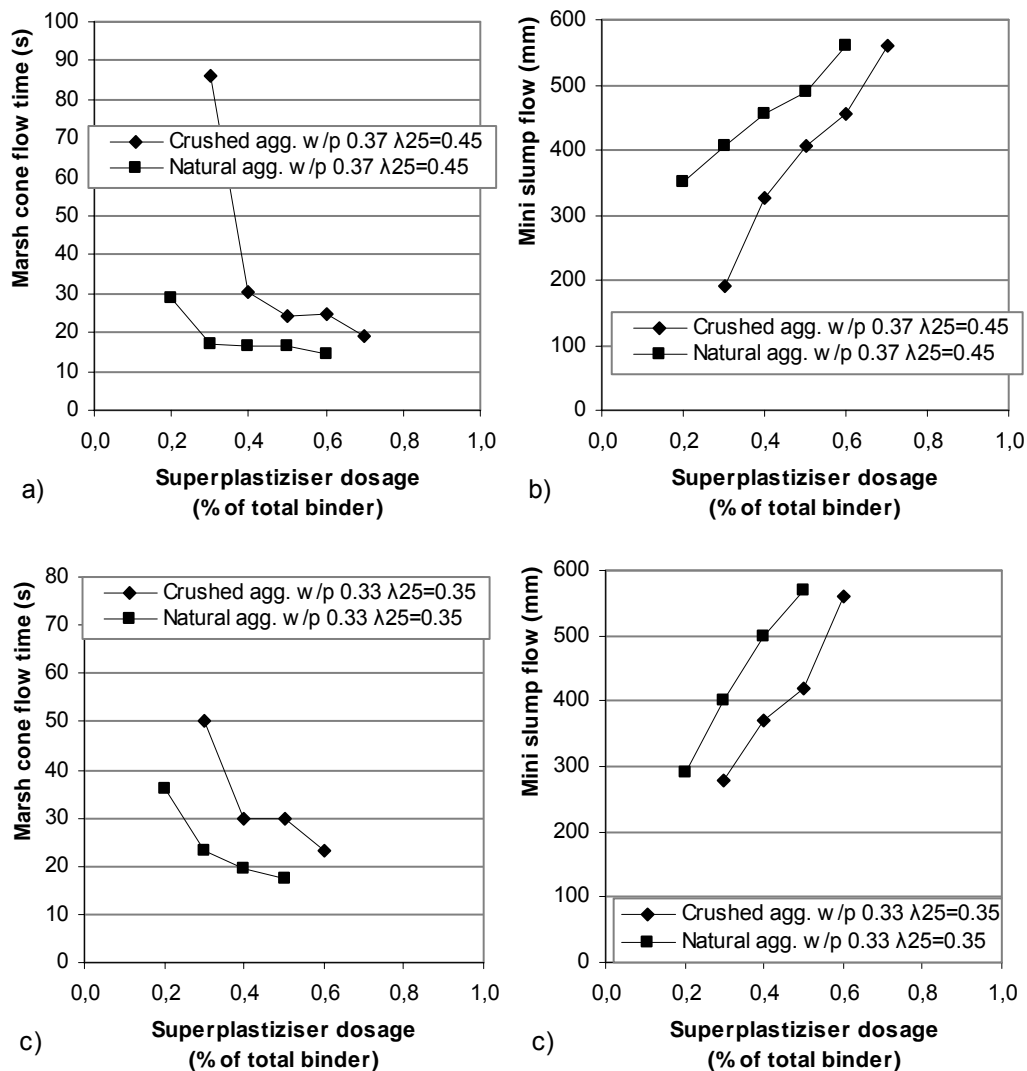 Marsh cone flow time (s)
100
90
80
70
60
50
40
30
20
10
0
Crushed agg. w/p 0.37 λ25=0.45
Natural agg. w/p 0.37 λ25=0.45
0,0 0,2 0,4 0,6 0,8 1,0
Superplastiziser dosage
(% of total binder)
a)
Mini slump flow (mm)
600
500
400
300
200
100
0
Crushed agg. w/p 0.37 λ25=0.45
Natural agg. w/p 0.37 λ25=0.45
0,0 0,2 0,4 0,6 0,8 1,0
Superplastiziser dosage
(% of total binder)
b)
Marsh cone flow time (s)
80
70
60
50
40
30
20
10
0
Crushed agg. w/p 0.33 λ25=0.35
Natural agg. w/p 0.33 λ25=0.35
0,0 0,2 0,4 0,6 0,8 1,0
Superplastiziser dosage
(% of total binder)
c)
Mini slump flow (mm)
600
500
400
300
200
100
0
Crushed agg. w/p 0.33 λ25=0.35
Natural agg. w/p 0.33 λ25=0.35
0,0 0,2 0,4 0,6 0,8 1,0
Superplastiziser dosage
(% of total binder)
c)